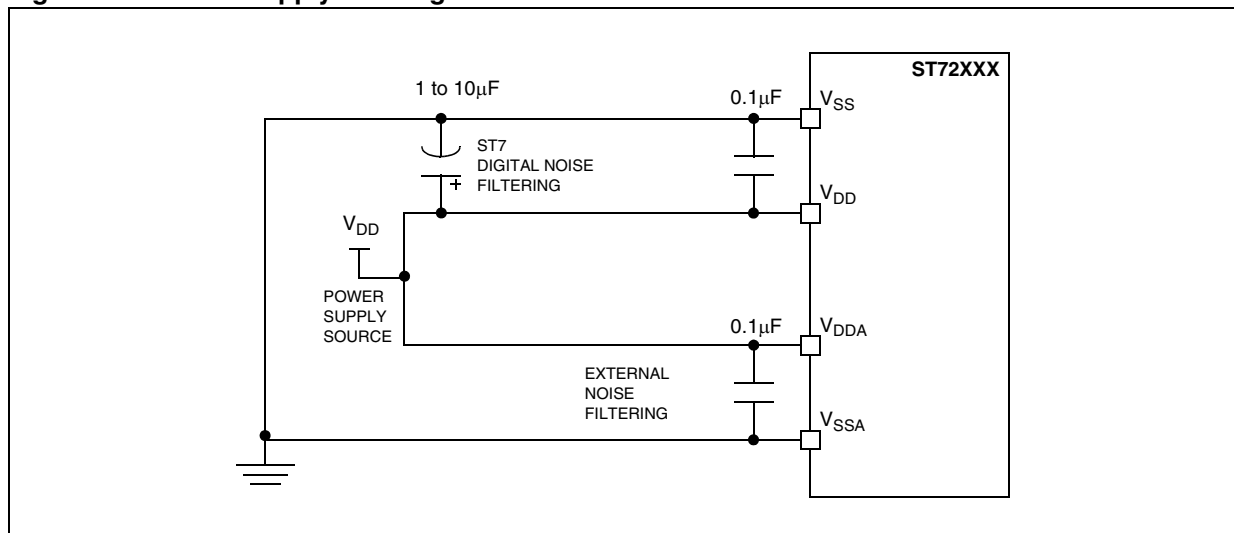 ST72XXX
1 to 10μF
0.1μF
VSS
ST7
DIGITAL NOISE
FILTERING
+
VDD
VDD
POWER
SUPPLY
SOURCE
0.1μF
VDDA
EXTERNAL
NOISE
FILTERING
VSSA